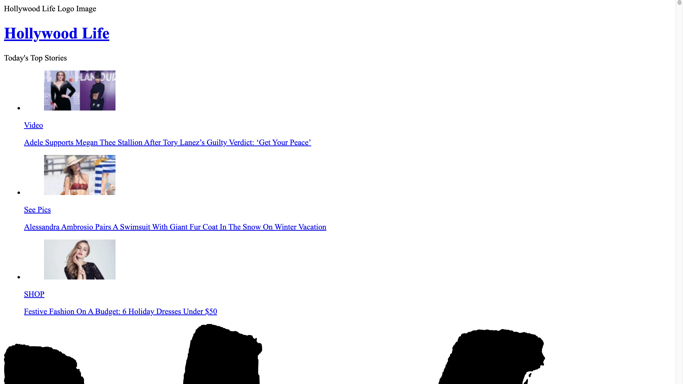 Hollywood Life Logo Image
Hollywood Life
Today's Top Stories
Video
Adele Supports Megan Thee Stallion After Tory Lanez’s Guilty Verdict: ‘Get Your Peace’
See Pics
Alessandra Ambrosio Pairs A Swimsuit With Giant Fur Coat In The Snow On Winter Vacation
SHOP
Festive Fashion On A Budget: 6 Holiday Dresses Under $50